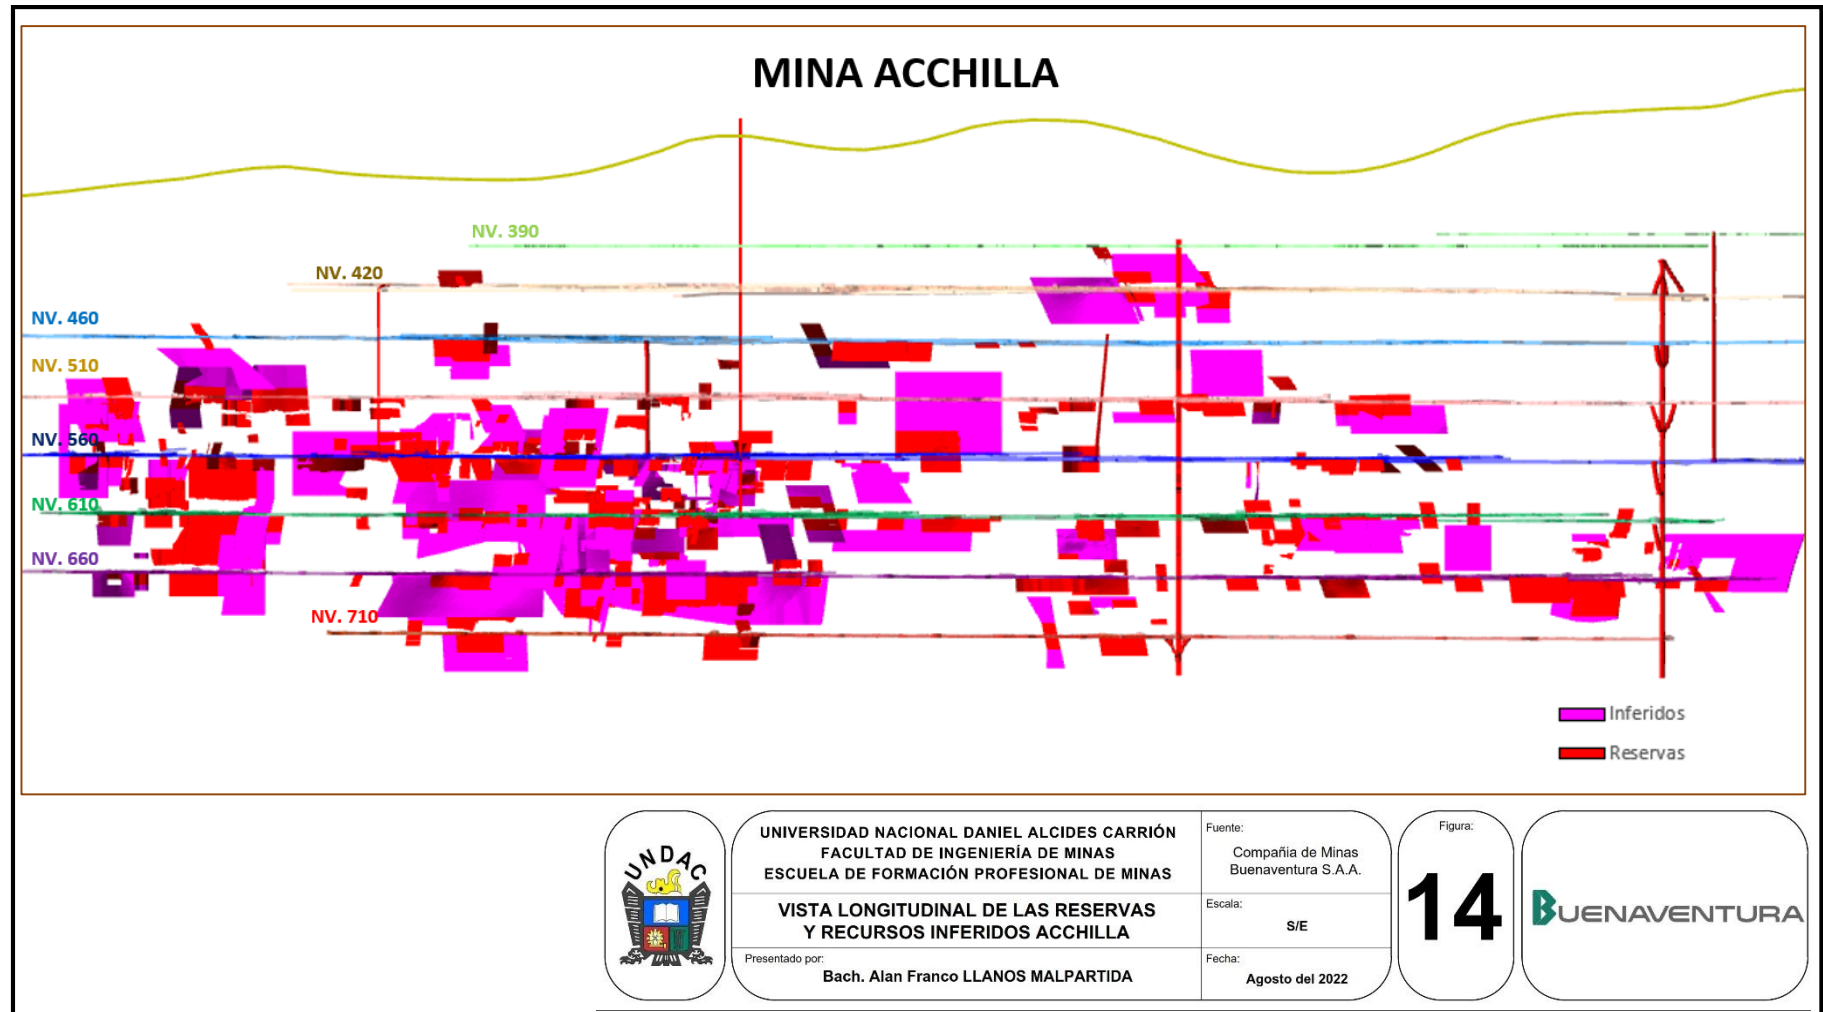 MINA ACCHILLA
NV. 390
NV. 420
NV. 460
NV. 510
NV. 560
NV. 610
NV. 660
NV. 710
Inferidos
Reservas
UNDAC
UNIVERSIDAD NACIONAL DANIEL ALCIDES CARRIÓN
FACULTAD DE INGENIERÍA DE MINAS
ESCUELA DE FORMACIÓN PROFESIONAL DE MINAS
VISTA LONGITUDINAL DE LAS RESERVAS
Y RECURSOS INFERIDOS ACCHILLA
Presentado por:
Bach. Alan Franco LLANOS MALPARTIDA
Fuente:
Compañia de Minas
Buenaventura S.A.A.
Escala:
S/E
Fecha:
Agosto del 2022
Figura:
14
BUENAVENTURA